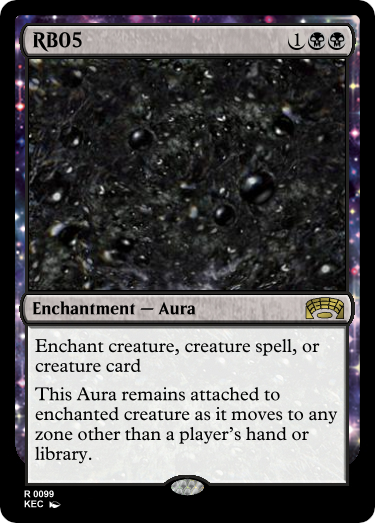 RB05 1
Enchantment — Aura
Enchant creature, creature spell, or
creature card
This Aura remains attached to
enchanted creature as it moves to any
zone other than a player's hand or
library.
R 0099
KEC